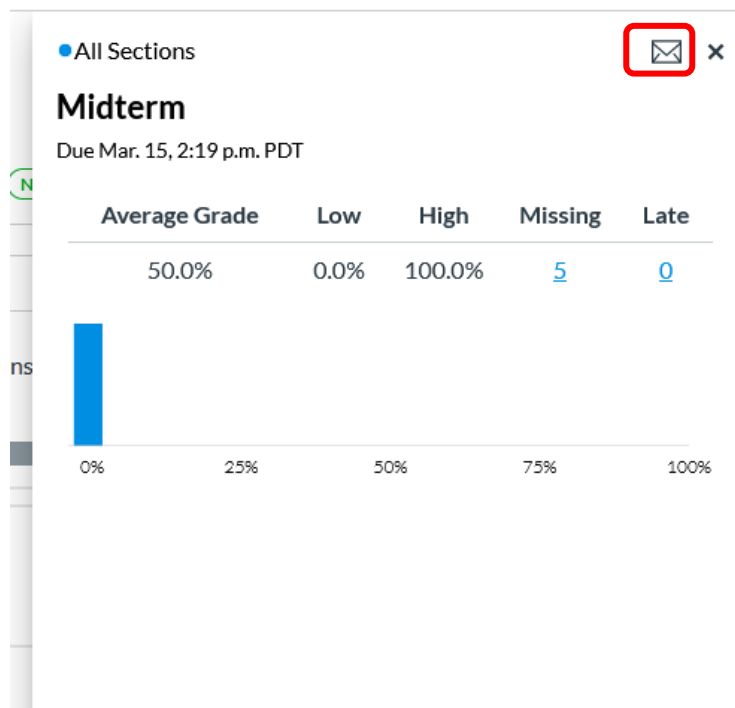 All Sections
Midterm
Due Mar. 15, 2:19 p.m. PDT
N
Average Grade Low High Missing Late
50.0% 0.0% 100.0% 5 0
ns
0% 25% 50% 75% 100%